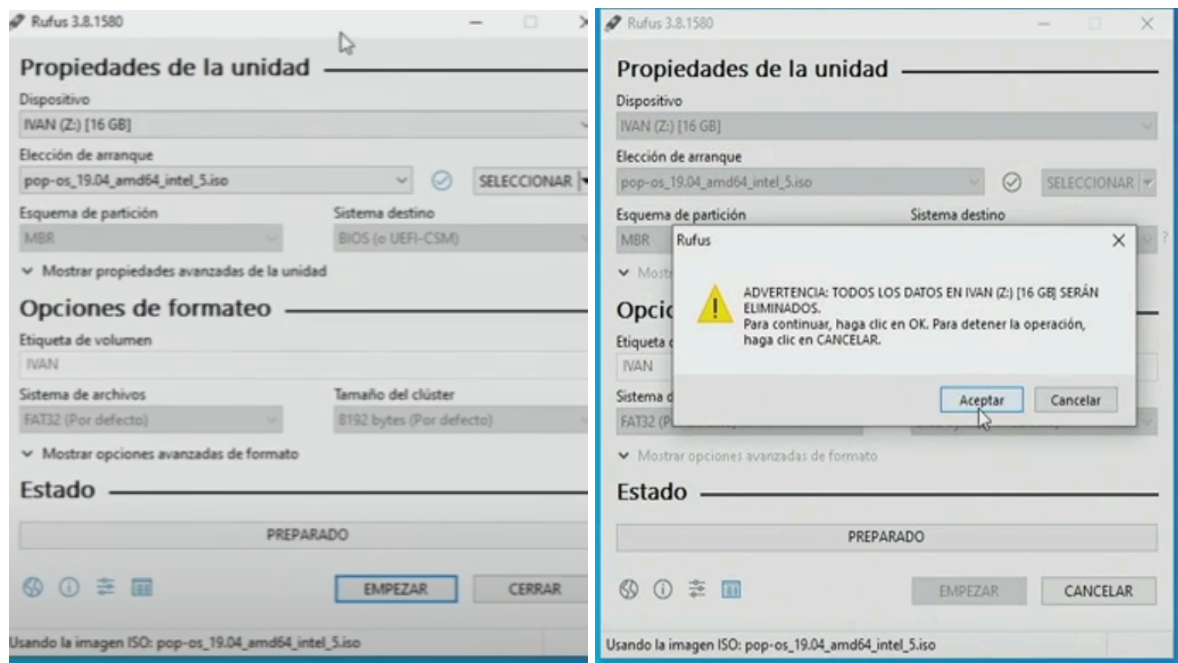 Rufus 3.8.1580
Propiedades de la unidad
Dispositivo
IVAN (Z:) [16 GB]
Elección de arranque
pop-os_19.04_amd64_intel_5.iso
SELECCIONAR
Esquema de partición
Sistema destino
MBR
BIOS (o UEFI-CSM)
Mostrar propiedades avanzadas de la unidad
Opciones de formateo
Etiqueta de volumen
IVAN
Sistema de archivos
Tamaño del clúster
FAT32 (Por defecto)
8192 bytes (Por defecto)
Mostrar opciones avanzadas de formato
Estado
PREPARADO
EMPEZAR
CERRAR
Usando la imagen ISO: pop-os_19.04_amd64_intel_5.iso
Rufus 3.8.1580
Propiedades de la unidad
Dispositivo
IVAN (Z:) [16 GB]
Elección de arranque
pop-os_19.04_amd64_intel_5.iso
SELECCIONAR
Esquema de partición
Sistema destino
MBR
?
Rufus
ADVERTENCIA: TODOS LOS DATOS EN IVAN (Z:) [16 GB] SERÁN
ELIMINADOS.
Para continuar, haga clic en OK. Para detener la operación,
haga clic en CANCELAR.
Aceptar
Cancelar
IVAN
Sistema
FAT32
Mostrar opciones avanzadas de formato
Estado
PREPARADO
EMPEZAR
CANCELAR
Usando la imagen ISO: pop-os_19.04_amd64_intel_5.iso